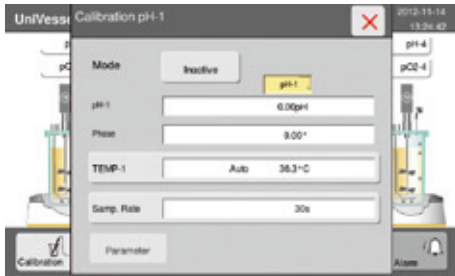 UniVesse
Calibration pH-1
2012-11-14
13:24:42
pH-4
pO2-4
Mode
Inactive
pH-1
pH-1
0.00pH
Phase
0.00°
TEMP-1
Auto
36.3°C
Samp. Rate
30s
Parameter
Calibration
Alarm